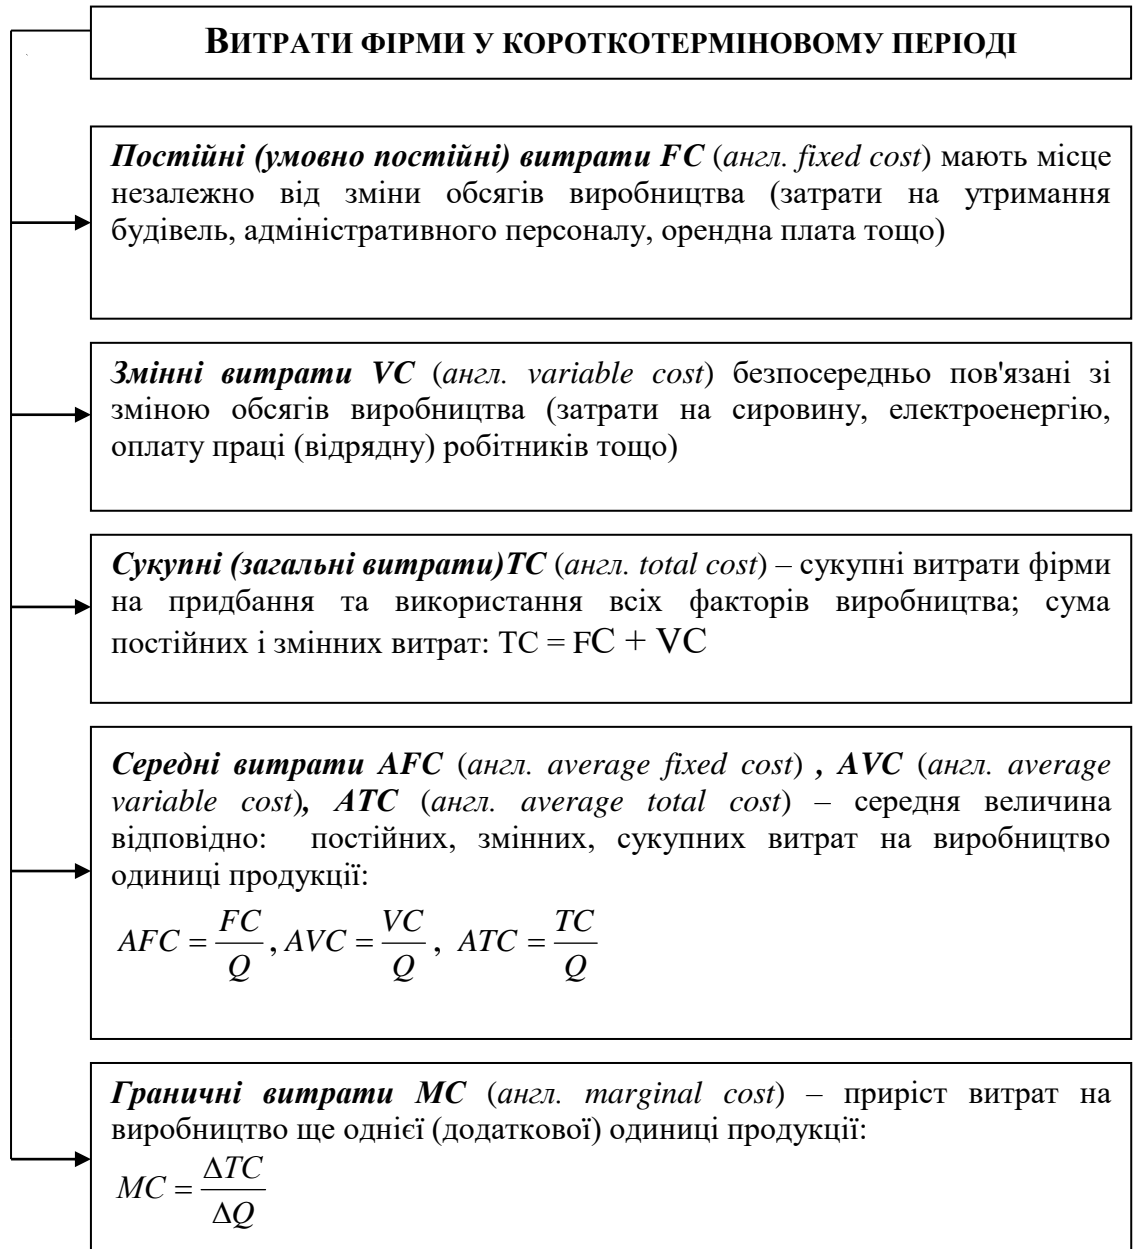 ВИТРАТИ ФІРМИ У КОРОТКОТЕРМІНОВОМУ ПЕРІОДІ
Постійні (умовно постійні) витрати FC (англ. fixed cost) мають місце
незалежно від зміни обсягів виробництва (затрати на утримання
будівель, адміністративного персоналу, орендна плата тощо)
Змінні витрати VC (англ. variable cost) безпосередньо пов'язані зі
зміною обсягів виробництва (затрати на сировину, електроенергію,
оплату праці (відрядну) робітників тощо)
Сукупні (загальні витрати)ТС (англ. total cost) – сукупні витрати фірми
на придбання та використання всіх факторів виробництва; сума
постійних і змінних витрат: TC = FC + VC
Середні витрати AFC (англ. average fixed cost) , AVC (англ. average
variable cost), ATC (англ. average total cost) – середня величина
відповідно: постійних, змінних, сукупних витрат на виробництво
одиниці продукції:
AFC = FC/Q, AVC = VC/Q, ATC = TC/Q
Граничні витрати МС (англ. marginal cost) – приріст витрат на
виробництво ще однієї (додаткової) одиниці продукції:
MC = ΔTC/ΔQ